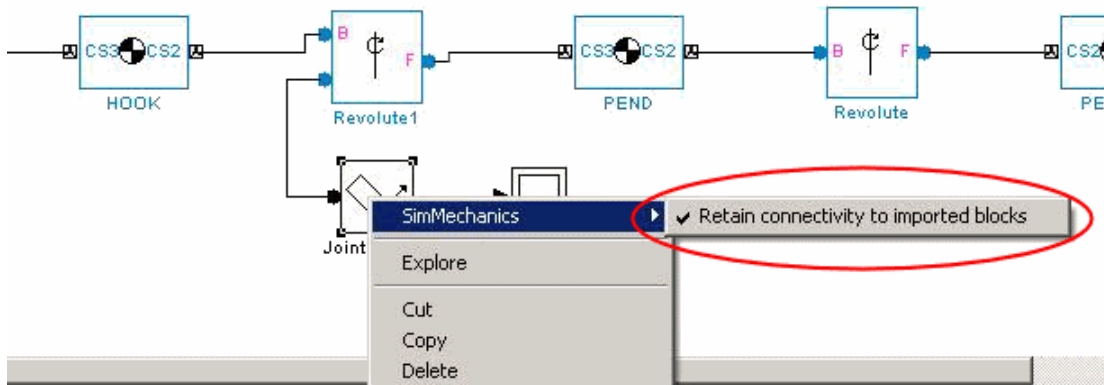 CS3 CS2
HOOK
B
F
Revolute1
CS3 CS2
PEND
B
F
Revolute
CS2
PE
Joint
SimMechanics
Retain connectivity to imported blocks
Explore
Cut
Copy
Delete